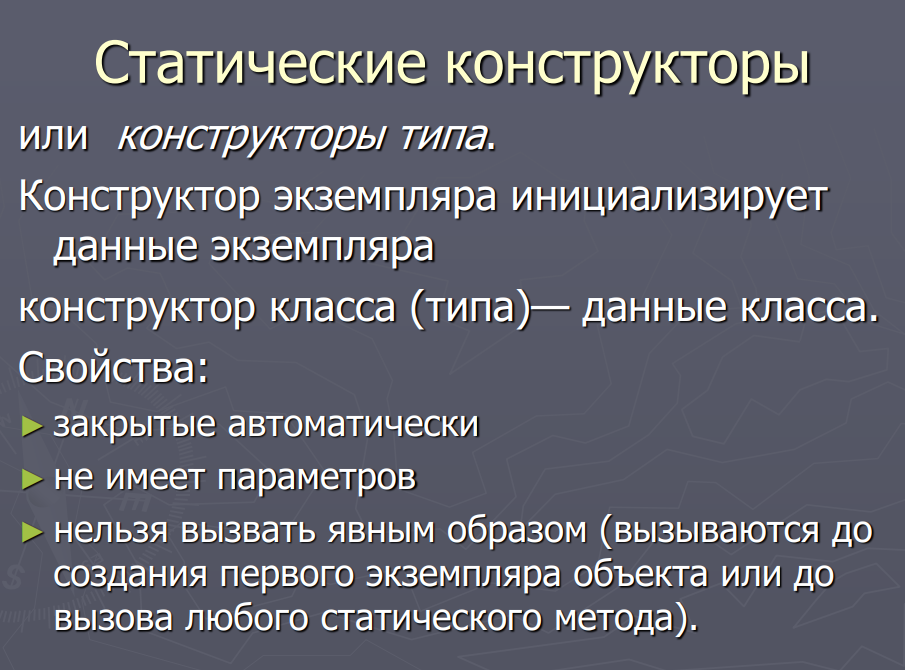 Статические конструкторы
или конструкторы типа.
Конструктор экземпляра инициализирует
данные экземпляра
конструктор класса (типа)— данные класса.
Свойства:
► закрытые автоматически
► не имеет параметров
► нельзя вызвать явным образом (вызываются до
создания первого экземпляра объекта или до
вызова любого статического метода).